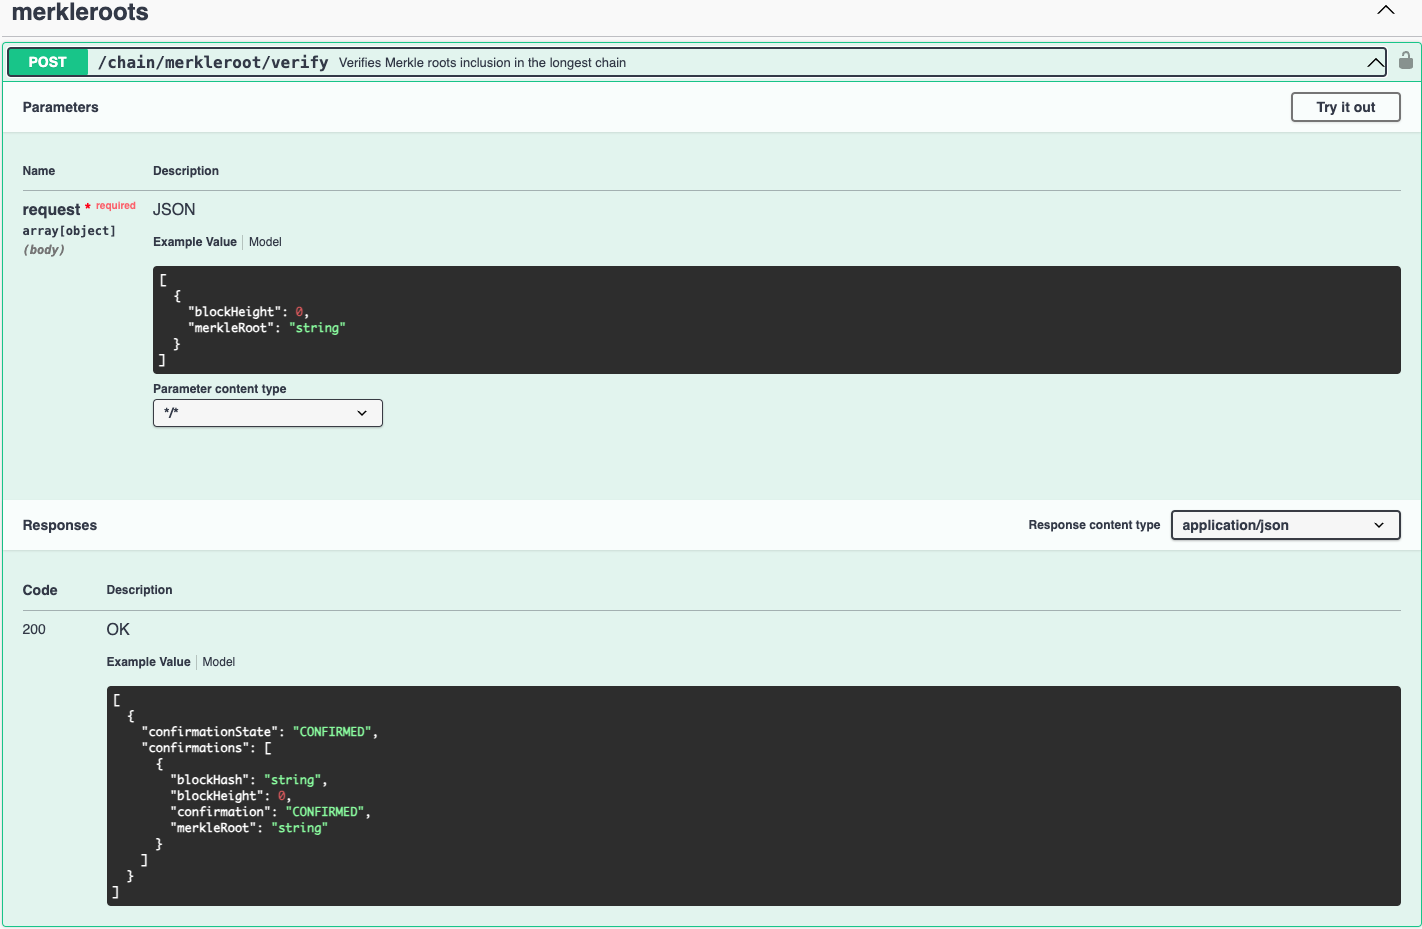 merkleroots
POST /chain/merkleroot/verify Verifies Merkle roots inclusion in the longest chain
Parameters
Try it out
Name Description
request * required JSON
array[object]
(body)
Example Value Model
[
  {
    "blockHeight": 0,
    "merkleRoot": "string"
  }
]
Parameter content type
*/*
Responses
Response content type application/json
Code Description
200 OK
Example Value Model
[
  {
    "confirmationState": "CONFIRMED",
    "confirmations": [
      {
        "blockHash": "string",
        "blockHeight": 0,
        "confirmation": "CONFIRMED",
        "merkleRoot": "string"
      }
    ]
  }
]